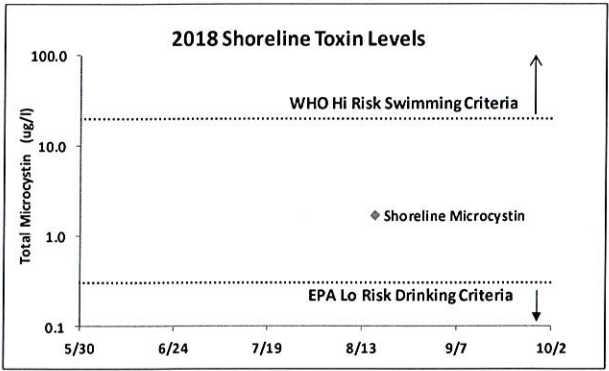 2018 Shoreline Toxin Levels
100.0
WHO Hi Risk Swimming Criteria
10.0
Total Microcystin (ug/l)
Shoreline Microcystin
1.0
EPA Lo Risk Drinking Criteria
0.1
5/30 6/24 7/19 8/13 9/7 10/2